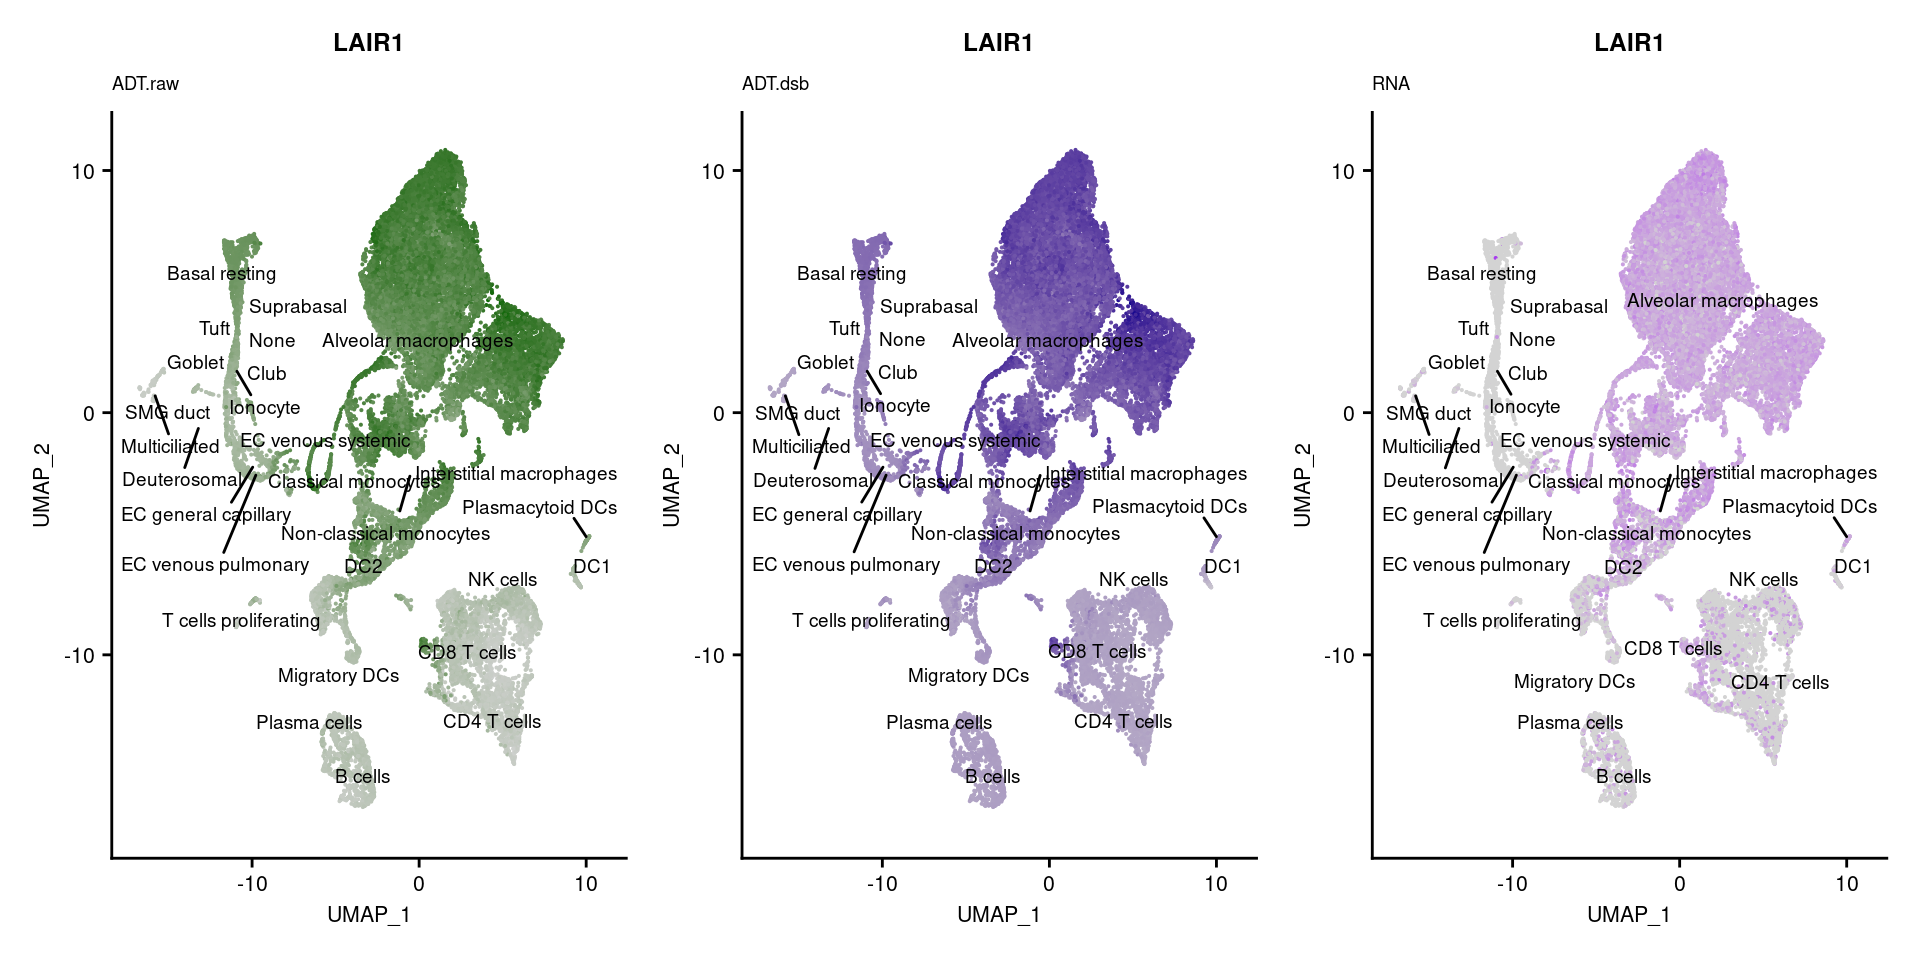 LAIR1
ADT.raw
10
0
-10
UMAP_2
Basal resting
Suprabasal
Tuft
None
Alveolar macrophages
Goblet
Club
SMG duct
Ionocyte
Multiciliated
EC venous systemic
Deuterosomal
Classical monocytes
Interstitial macrophages
EC general capillary
Plasmacytoid DCs
Non-classical monocytes
EC venous pulmonary
DC2
DC1
NK cells
T cells proliferating
CD8 T cells
Migratory DCs
Plasma cells
CD4 T cells
B cells
-10
0
10
UMAP_1
LAIR1
ADT.dsb
10
0
-10
UMAP_2
Basal resting
Suprabasal
Tuft
None
Alveolar macrophages
Goblet
Club
SMG duct
Ionocyte
Multiciliated
EC venous systemic
Deuterosomal
Classical monocytes
Interstitial macrophages
EC general capillary
Plasmacytoid DCs
Non-classical monocytes
EC venous pulmonary
DC2
DC1
NK cells
T cells proliferating
CD8 T cells
Migratory DCs
Plasma cells
CD4 T cells
B cells
-10
0
10
UMAP_1
LAIR1
RNA
10
0
-10
UMAP_2
Basal resting
Alveolar macrophages
Suprabasal
Tuft
None
Goblet
Club
SMG duct
Ionocyte
Multiciliated
EC venous systemic
Deuterosomal
Classical monocytes
Interstitial macrophages
EC general capillary
Plasmacytoid DCs
Non-classical monocytes
EC venous pulmonary
DC2
DC1
NK cells
T cells proliferating
CD8 T cells
Migratory DCs
CD4 T cells
Plasma cells
B cells
-10
0
10
UMAP_1